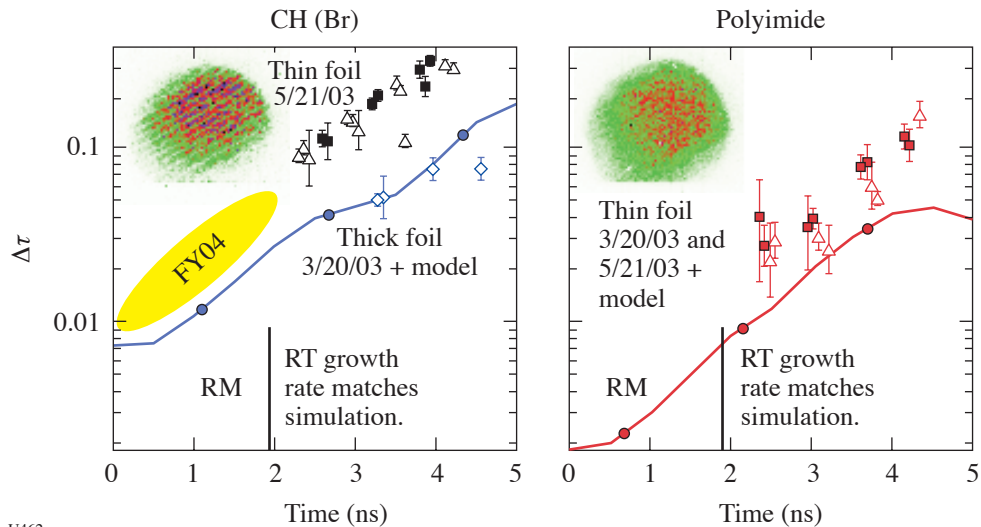 CH (Br)
Thin foil
5/21/03
0.1
Δτ
FY04
Thick foil
3/20/03 + model
0.01
RM
RT growth
rate matches
simulation.
0 1 2 3 4 5
Time (ns)
Polyimide
Thin foil
3/20/03 and
5/21/03 +
model
RM
RT growth
rate matches
simulation.
0 1 2 3 4 5
Time (ns)